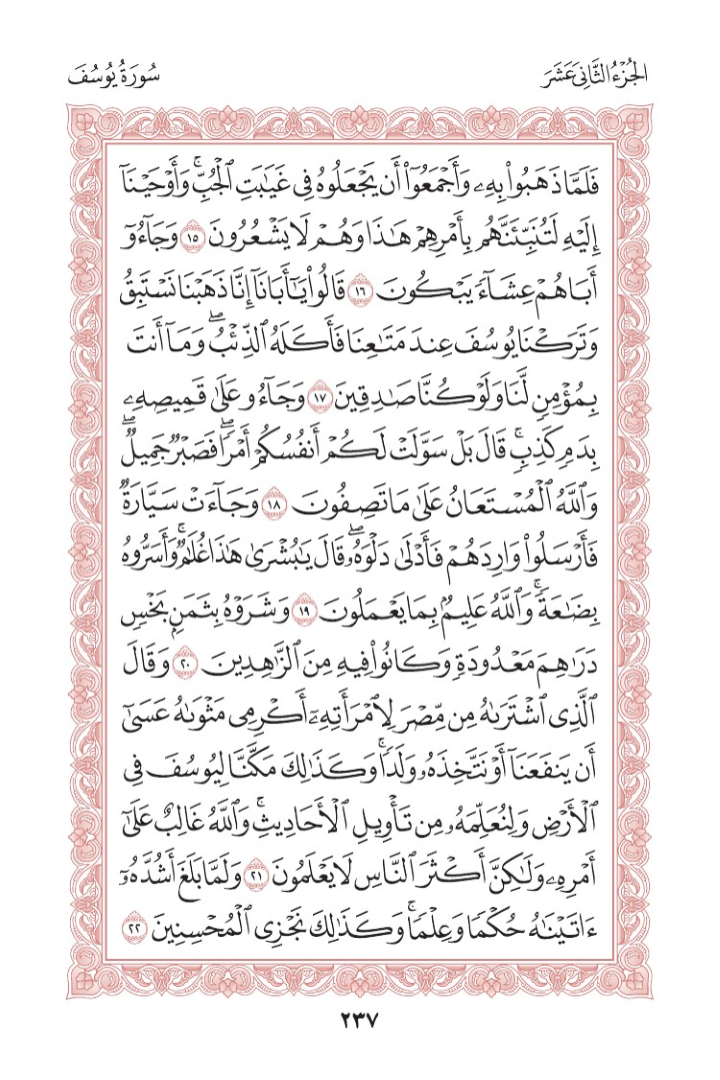 الجُزْءُ الثَّانِي عَشَرَ
سُورَةُ يُوسُفَ
فَلَمَّا ذَهَبُواْ بِهِۦ وَأَجۡمَعُوٓاْ أَن يَجۡعَلُوهُ فِي غَيَٰبَتِ ٱلۡجُبِّۚ وَأَوۡحَيۡنَآ
إِلَيۡهِ لَتُنَبِّئَنَّهُم بِأَمۡرِهِمۡ هَٰذَا وَهُمۡ لَا يَشۡعُرُونَ ١٥ وَجَآءُوٓ
أَبَاهُمۡ عِشَآءٗ يَبۡكُونَ ١٦ قَالُواْ يَٰٓأَبَانَآ إِنَّا ذَهَبۡنَا نَسۡتَبِقُ
وَتَرَكۡنَا يُوسُفَ عِندَ مَتَٰعِنَا فَأَكَلَهُ ٱلذِّئۡبُۖ وَمَآ أَنتَ
بِمُؤۡمِنٖ لَّنَا وَلَوۡ كُنَّا صَٰدِقِينَ ١٧ وَجَآءُو عَلَىٰ قَمِيصِهِۦ
بِدَمٖ كَذِبٖۚ قَالَ بَلۡ سَوَّلَتۡ لَكُمۡ أَنفُسُكُمۡ أَمۡرٗاۖ فَصَبۡرٞ جَمِيلٞۖ
وَٱللَّهُ ٱلۡمُسۡتَعَانُ عَلَىٰ مَا تَصِفُونَ ١٨ وَجَآءَتۡ سَيَّارَةٞ
فَأَرۡسَلُواْ وَارِدَهُمۡ فَأَدۡلَىٰ دَلۡوَهُۥۖ قَالَ يَٰبُشۡرَىٰ هَٰذَا غُلَٰمٞۚ وَأَسَرُّوهُ
بِضَٰعَةٗۚ وَٱللَّهُ عَلِيمُۢ بِمَا يَعۡمَلُونَ ١٩ وَشَرَوۡهُ بِثَمَنِۭ بَخۡسٖ
دَرَٰهِمَ مَعۡدُودَةٖ وَكَانُواْ فِيهِ مِنَ ٱلزَّٰهِدِينَ ٢٠ وَقَالَ
ٱلَّذِي ٱشۡتَرَىٰهُ مِن مِّصۡرَ لِٱمۡرَأَتِهِۦٓ أَكۡرِمِي مَثۡوَىٰهُ عَسَىٰٓ
أَن يَنفَعَنَآ أَوۡ نَتَّخِذَهُۥ وَلَدٗاۚ وَكَذَٰلِكَ مَكَّنَّا لِيُوسُفَ فِي
ٱلۡأَرۡضِ وَلِنُعَلِّمَهُۥ مِن تَأۡوِيلِ ٱلۡأَحَادِيثِۚ وَٱللَّهُ غَالِبٌ عَلَىٰٓ
أَمۡرِهِۦ وَلَٰكِنَّ أَكۡثَرَ ٱلنَّاسِ لَا يَعۡلَمُونَ ٢١ وَلَمَّا بَلَغَ أَشُدَّهُۥٓ
ءَاتَيۡنَٰهُ حُكۡمٗا وَعِلۡمٗاۚ وَكَذَٰلِكَ نَجۡزِي ٱلۡمُحۡسِنِينَ ٢٢
٢٣٧